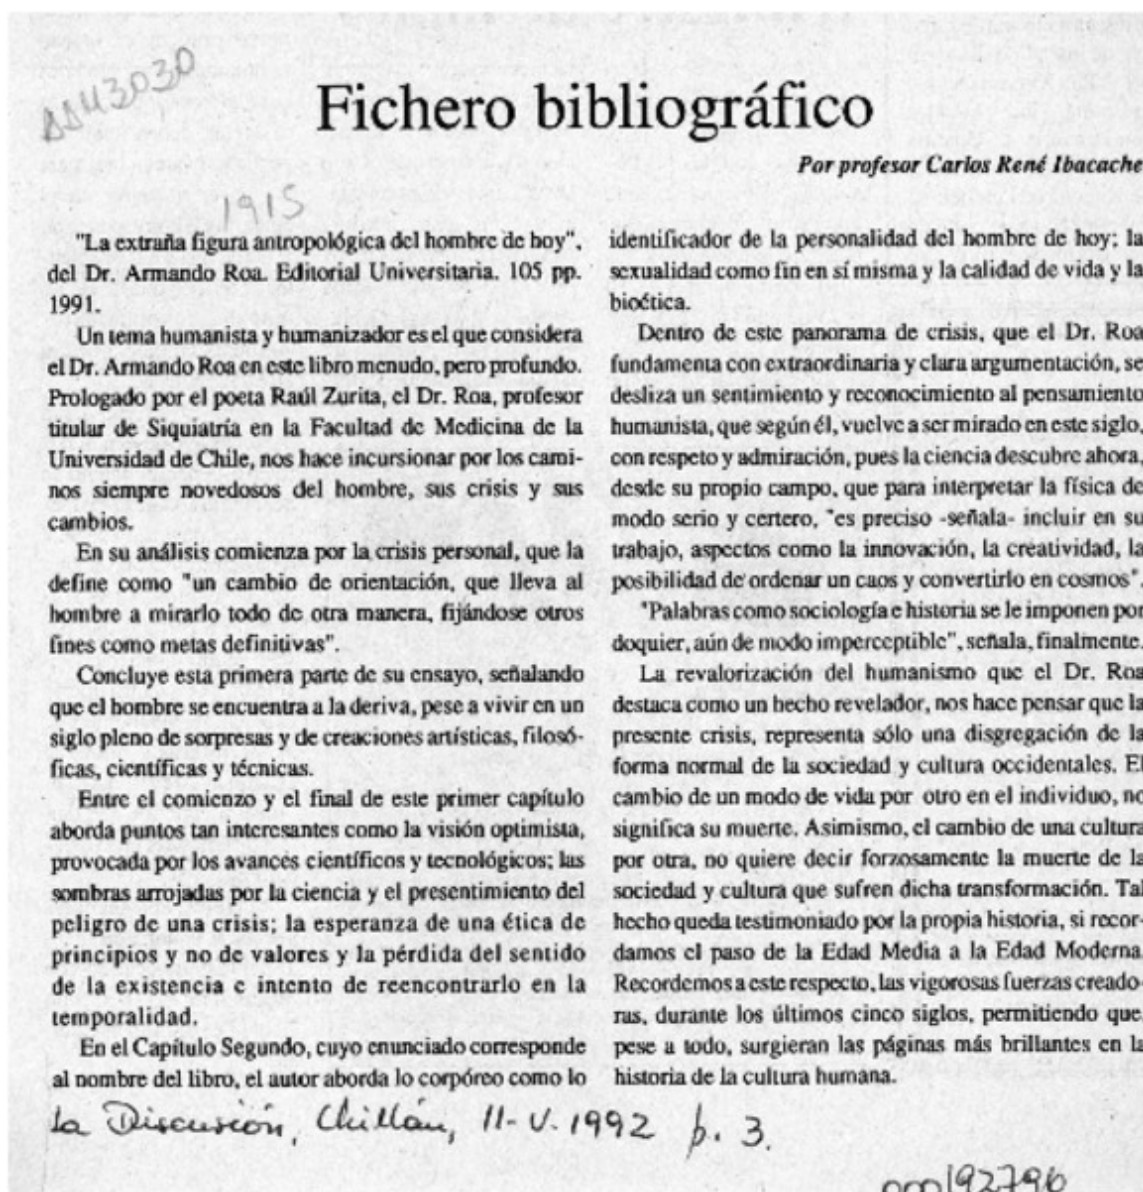 Fichero bibliográfico
Por profesor Carlos René Ibacache
1915
"La extraña figura antropológica del hombre de hoy",
del Dr. Armando Roa. Editorial Universitaria. 105 pp.
1991.
Un tema humanista y humanizador es el que considera
el Dr. Armando Roa en este libro menudo, pero profundo.
Prologado por el poeta Raúl Zurita, el Dr. Roa, profesor
titular de Siquiatría en la Facultad de Medicina de la
Universidad de Chile, nos hace incursionar por los cami-
nos siempre novedosos del hombre, sus crisis y sus
cambios.
En su análisis comienza por la crisis personal, que la
define como "un cambio de orientación, que lleva al
hombre a mirarlo todo de otra manera, fijándose otros
fines como metas definitivas".
Concluye esta primera parte de su ensayo, señalando
que el hombre se encuentra a la deriva, pese a vivir en un
siglo pleno de sorpresas y de creaciones artísticas, filosó-
ficas, científicas y técnicas.
Entre el comienzo y el final de este primer capítulo
aborda puntos tan interesantes como la visión optimista,
provocada por los avances científicos y tecnológicos; las
sombras arrojadas por la ciencia y el presentimiento del
peligro de una crisis; la esperanza de una ética de
principios y no de valores y la pérdida del sentido
de la existencia e intento de reencontrarlo en la
temporalidad.
En el Capítulo Segundo, cuyo enunciado corresponde
al nombre del libro, el autor aborda lo corpóreo como lo
identificador de la personalidad del hombre de hoy; la
sexualidad como fin en sí misma y la calidad de vida y la
bioética.
Dentro de este panorama de crisis, que el Dr. Roa
fundamenta con extraordinaria y clara argumentación, se
desliza un sentimiento y reconocimiento al pensamiento
humanista, que según él, vuelve a ser mirado en este siglo,
con respeto y admiración, pues la ciencia descubre ahora,
desde su propio campo, que para interpretar la física de
modo serio y certero, "es preciso -señala- incluir en su
trabajo, aspectos como la innovación, la creatividad, la
posibilidad de ordenar un caos y convertirlo en cosmos".
"Palabras como sociología e historia se le imponen por
doquier, aún de modo imperceptible", señala, finalmente.
La revalorización del humanismo que el Dr. Roa
destaca como un hecho revelador, nos hace pensar que la
presente crisis, representa sólo una disgregación de la
forma normal de la sociedad y cultura occidentales. El
cambio de un modo de vida por otro en el individuo, no
significa su muerte. Asimismo, el cambio de una cultura
por otra, no quiere decir forzosamente la muerte de la
sociedad y cultura que sufren dicha transformación. Tal
hecho queda testimoniado por la propia historia, si recor-
damos el paso de la Edad Media a la Edad Moderna.
Recordemos a este respecto, las vigorosas fuerzas creado-
ras, durante los últimos cinco siglos, permitiendo que,
pese a todo, surgieran las páginas más brillantes en la
historia de la cultura humana.
La Discusión, Chillán, 11-V.1992 p. 3.